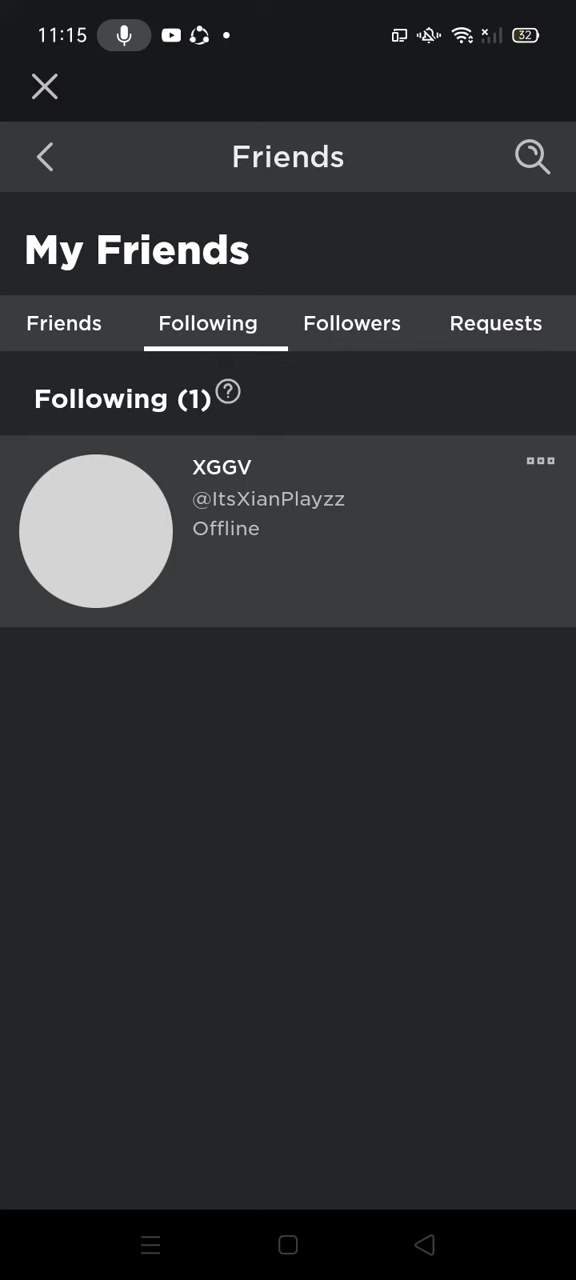 11:15
32
Friends
My Friends
Friends Following Followers Requests
Following (1)
XGGV
@ItsXianPlayzz
Offline